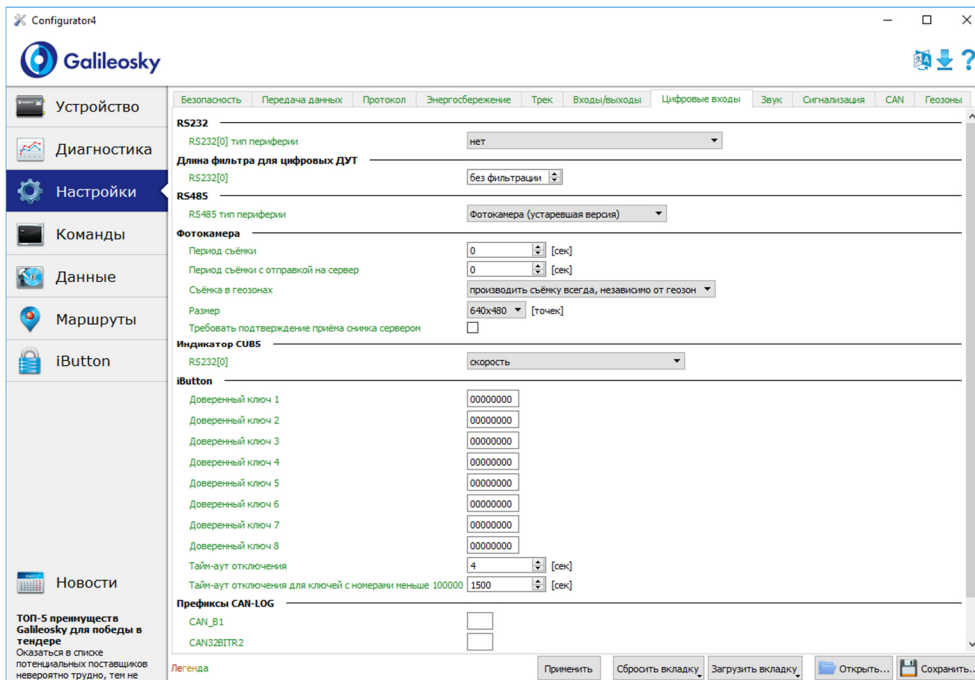 Configurator4
Galileosky
Устройство
Диагностика
Настройки
Команды
Данные
Маршруты
iButton
Новости
ТОП-5 преимуществ
Galileosky для победы в
тендере
Оказаться в списке
потенциальных поставщиков
невероятно трудно, тем не
Безопасность Передача данных Протокол Энергосбережение Трек Входы/выходы Цифровые входы Звук Сигнализация CAN Геозоны
RS232
RS232[0] тип периферии нет
Длина фильтра для цифровых ДУТ
RS232[0] без фильтрации
RS485
RS485 тип периферии Фотокамера (устаревшая версия)
Фотокамера
Период съёмки 0 [сек]
Период съёмки с отправкой на сервер 0 [сек]
Съёмка в геозонах производить съёмку всегда, независимо от геозон
Размер 640x480 [точек]
Требовать подтверждение приёма снимка сервером
Индикатор CUB5
RS232[0] скорость
iButton
Доверенный ключ 1 00000000
Доверенный ключ 2 00000000
Доверенный ключ 3 00000000
Доверенный ключ 4 00000000
Доверенный ключ 5 00000000
Доверенный ключ 6 00000000
Доверенный ключ 7 00000000
Доверенный ключ 8 00000000
Тайм-аут отключения 4 [сек]
Тайм-аут отключения для ключей с номерами меньше 100000 1500 [сек]
Префиксы CAN-LOG
CAN_B1
CAN32BITR2
Легенда Применить Сбросить вкладку Загрузить вкладку Открыть... Сохранить...